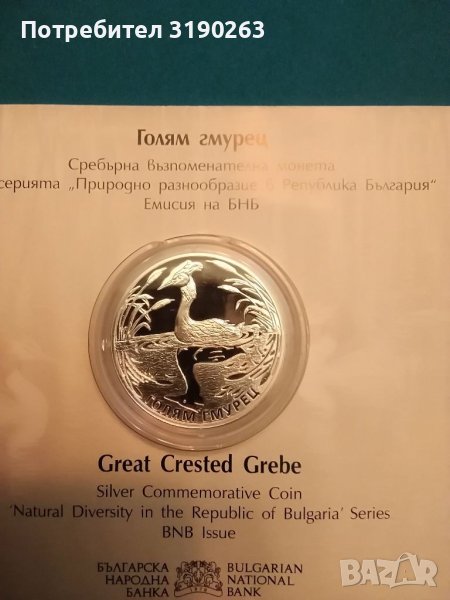 Потребител 3190263
Голям гмурец
Сребърна възпоменателна монета
серията „Природно разнообразие в Република България“
Емисия на БНБ
ГОЛЯМ ГМУРЕЦ
Great Crested Grebe
Silver Commemorative Coin
'Natural Diversity in the Republic of Bulgaria' Series
BNB Issue
БЪЛГАРСКА НАРОДНА БАНКА
BULGARIAN NATIONAL BANK
BAZAR